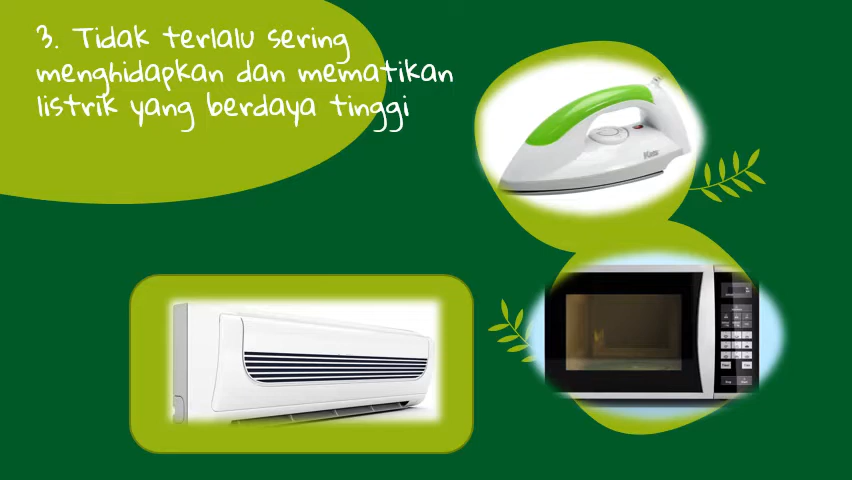 3. Tidak terlalu sering
menghidapkan dan mematikan
listrik yang berdaya tinggi